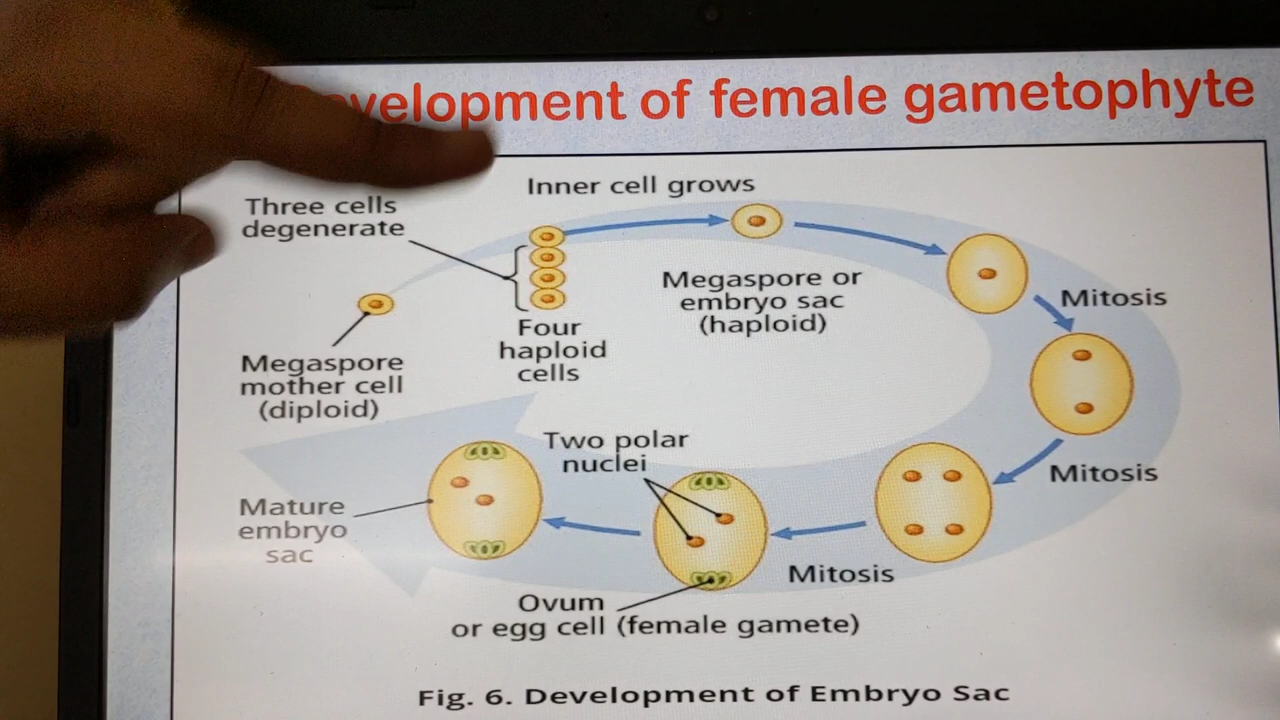 velopment of female gametophyte
Inner cell grows
Three cells
degenerate
Megaspore or
embryo sac
(haploid)
Mitosis
Four
haploid
cells
Megaspore
mother cell
(diploid)
Two polar
nuclei
Mitosis
Mature
embryo
sac
Mitosis
Ovum
or egg cell (female gamete)
Fig. 6. Development of Embryo Sac